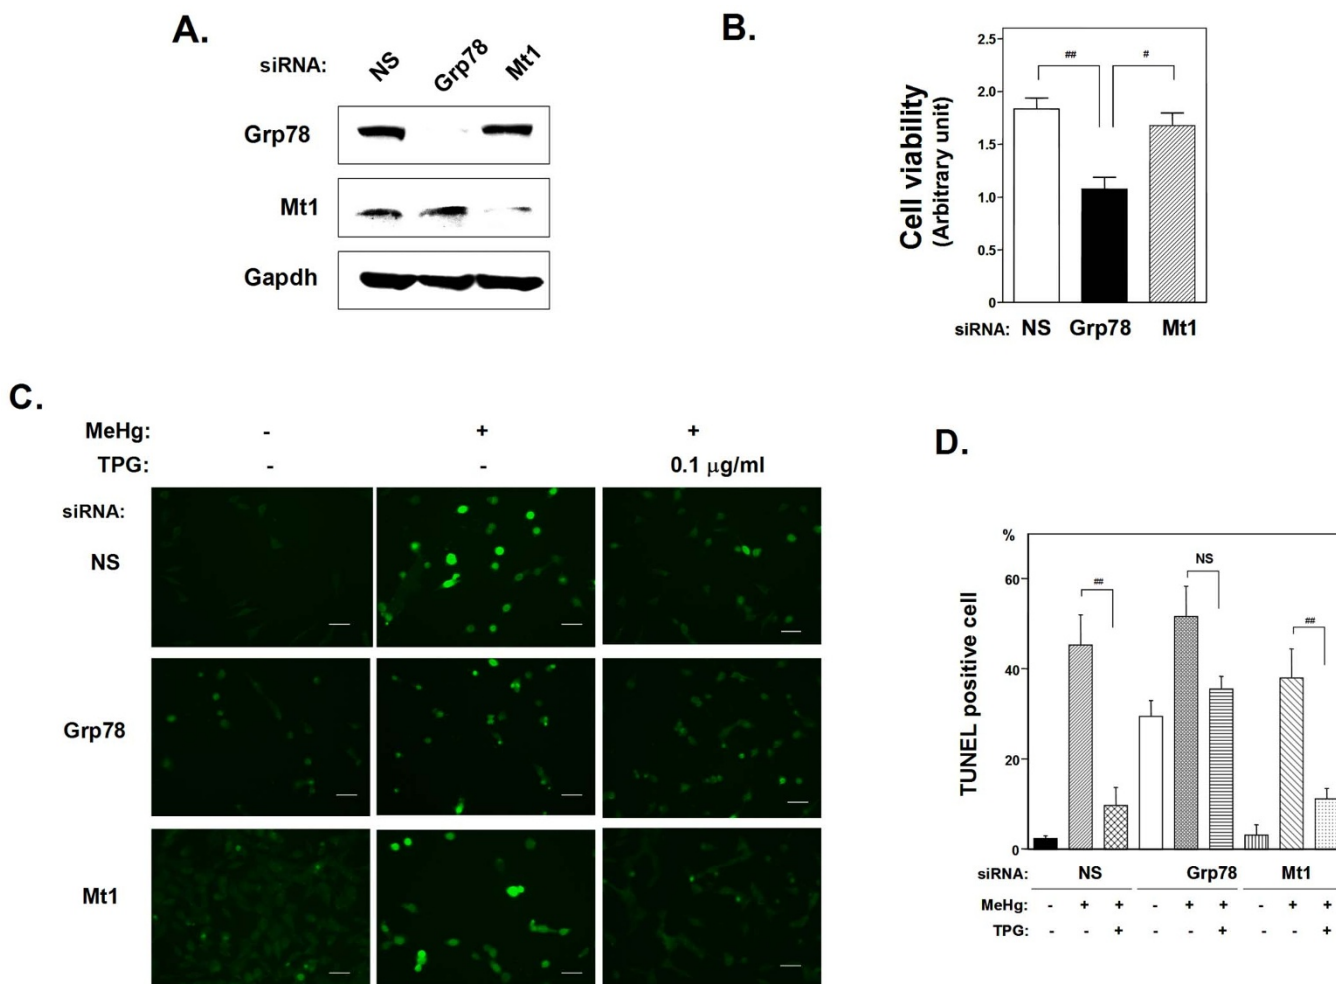 A.
siRNA: NS Grp78 Mt1
Grp78
Mt1
Gapdh
B.
Cell viability
(Arbitrary unit)
2.5
2.0
1.5
1.0
0.5
0
## #
siRNA: NS Grp78 Mt1
C.
MeHg: - + +
TPG: - - 0.1 μg/ml
siRNA:
NS
Grp78
Mt1
D.
%
TUNEL positive cell
60
40
20
0
## NS ##
siRNA: NS Grp78 Mt1
MeHg: - + + - + + - + +
TPG: - - + - - + - - +